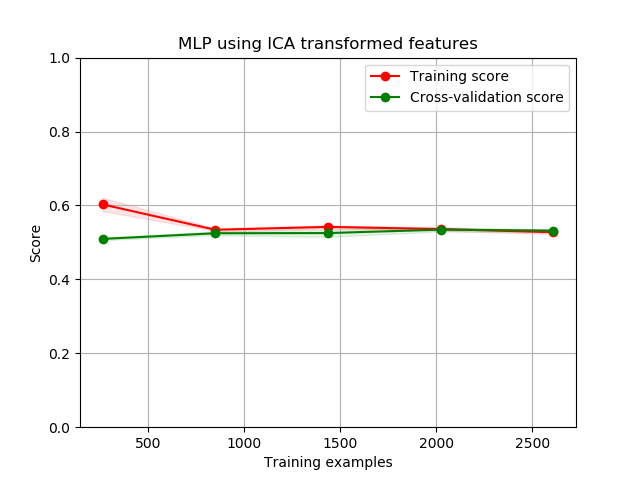 MLP using ICA transformed features
1.0
0.8
0.6
0.4
0.2
0.0
Score
Training score
Cross-validation score
500
1000
1500
2000
2500
Training examples